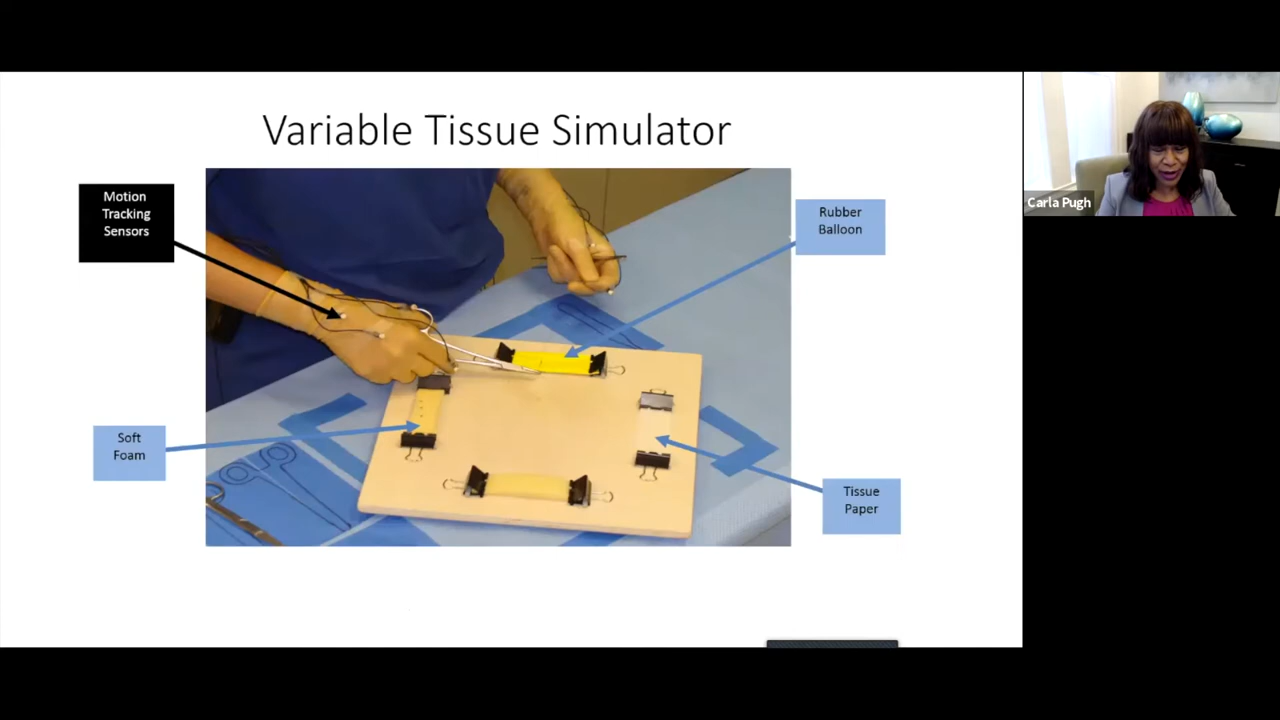 Variable Tissue Simulator
Motion
Tracking
Sensors
Rubber
Balloon
Carla Pugh
Soft
Foam
Tissue
Paper